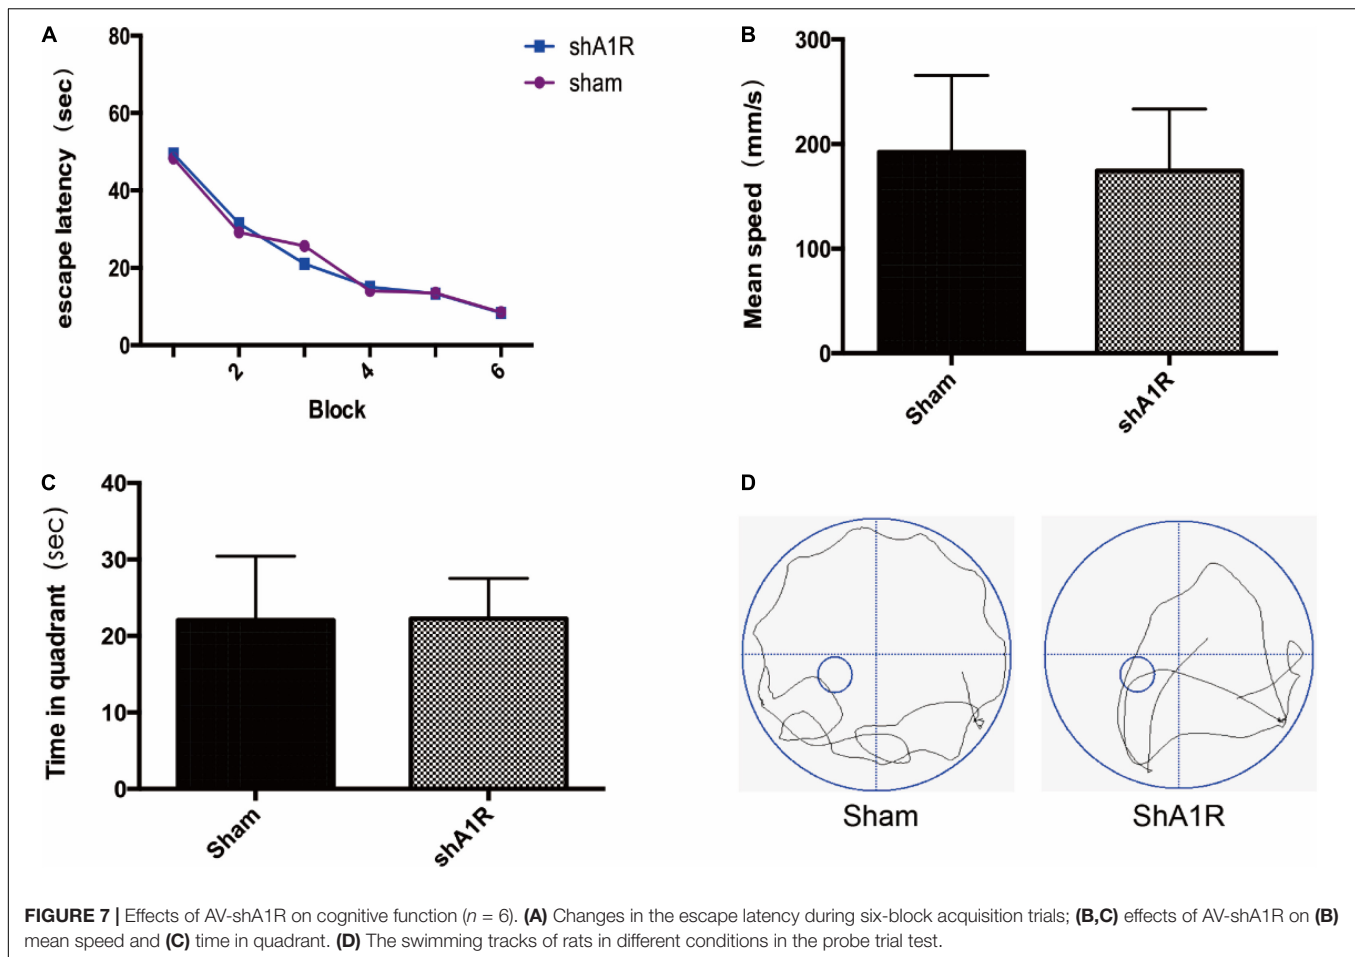 A
80
60
40
20
0
escape latency (sec)
2
4
6
Block
shA1R
sham
B
300
200
100
0
Mean speed (mm/s)
Sham
shA1R
C
40
30
20
10
0
Time in quadrant (sec)
Sham
shA1R
D
Sham
ShA1R
FIGURE 7 | Effects of AV-shA1R on cognitive function (n = 6). (A) Changes in the escape latency during six-block acquisition trials; (B,C) effects of AV-shA1R on (B)
mean speed and (C) time in quadrant. (D) The swimming tracks of rats in different conditions in the probe trial test.